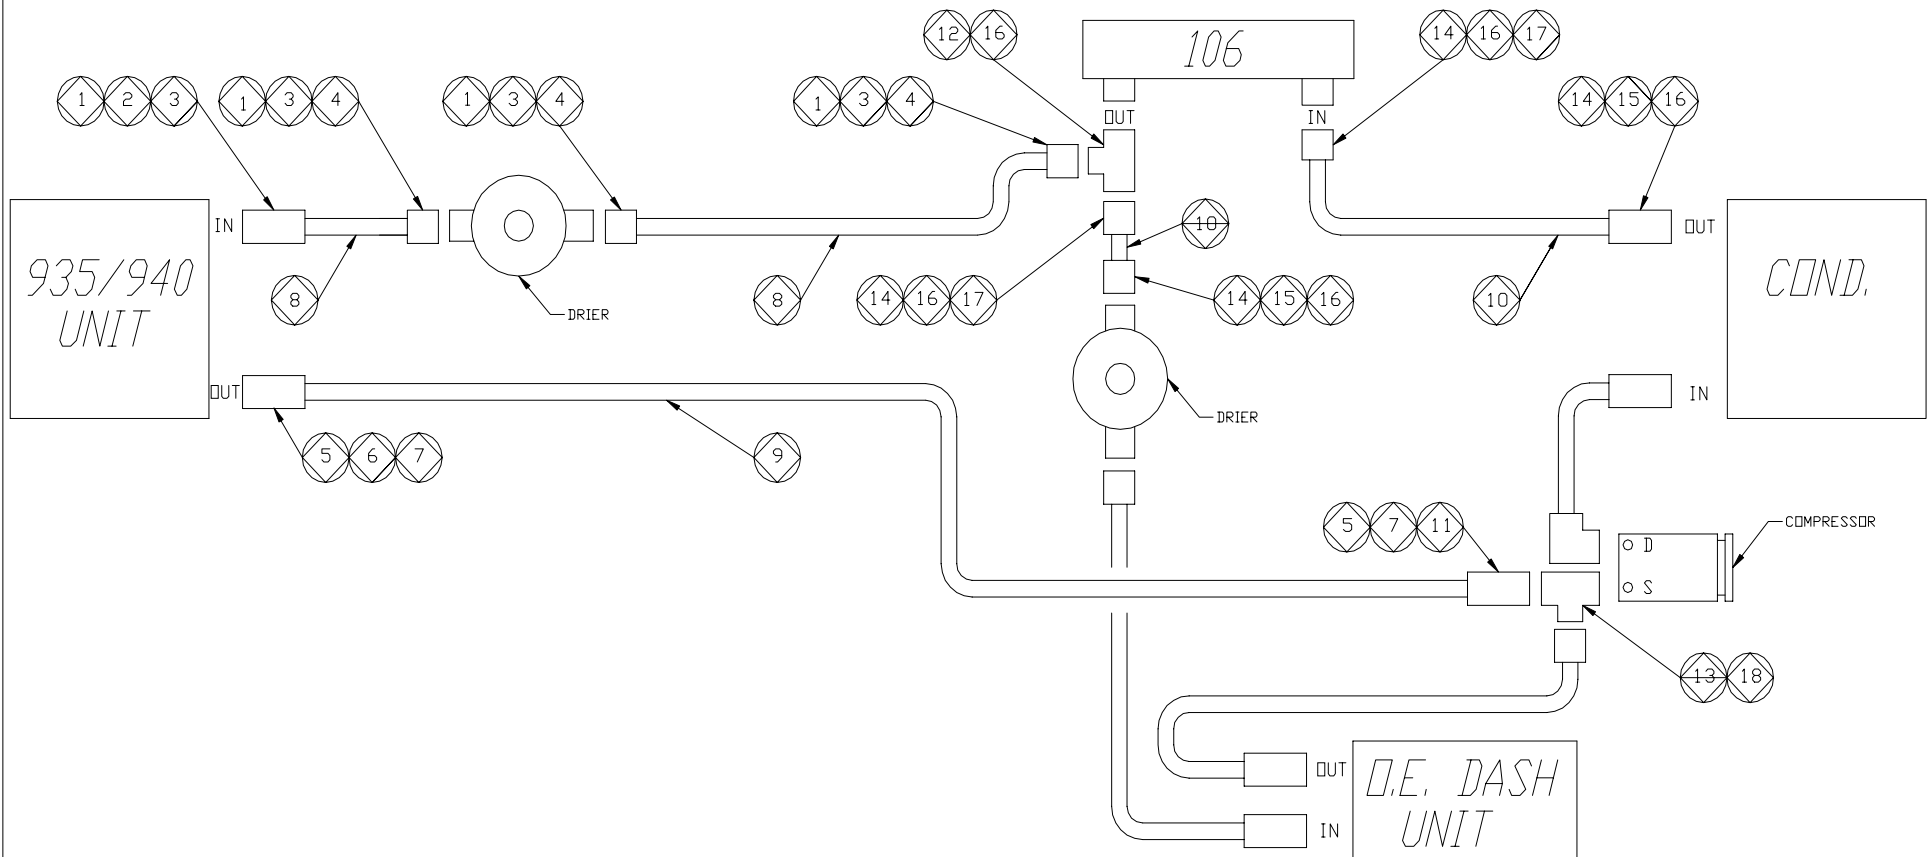 12 16
106
14 16 17
1 2 3
1 3 4
1 3 4
1 3 4
14 15 16
OUT
IN
IN
10
OUT
935/940
UNIT
COND.
8
DRIER
8
14 16 17
14 15 16
10
OUT
IN
DRIER
5 6 7
9
5 7 11
COMPRESSOR
D
S
13 18
OUT
O.E. DASH
UNIT
IN